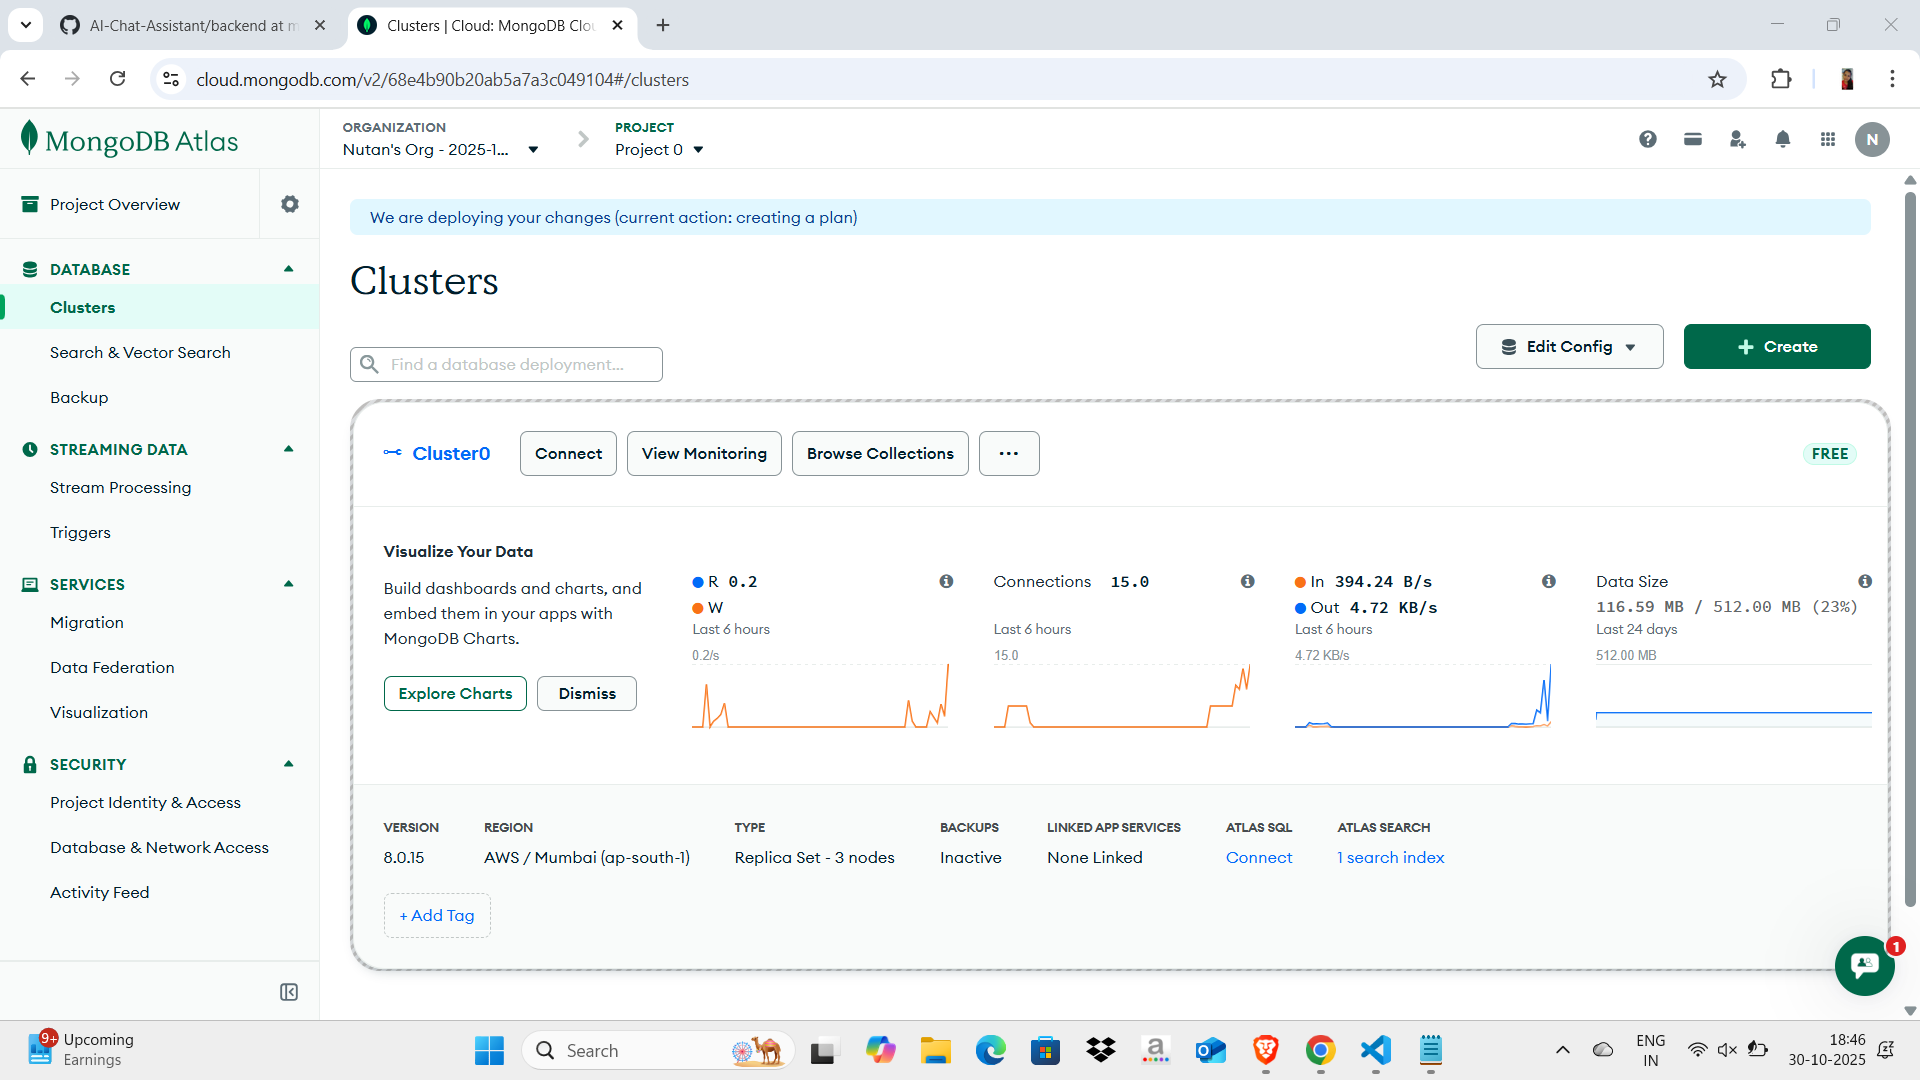 AI-Chat-Assistant/backend at m
Clusters | Cloud: MongoDB Clou
cloud.mongodb.com/v2/68e4b90b20ab5a7a3c049104#/clusters
MongoDB Atlas
ORGANIZATION
Nutan's Org - 2025-1...
PROJECT
Project 0
N
Project Overview
DATABASE
Clusters
Search & Vector Search
Backup
STREAMING DATA
Stream Processing
Triggers
SERVICES
Migration
Data Federation
Visualization
SECURITY
Project Identity & Access
Database & Network Access
Activity Feed
We are deploying your changes (current action: creating a plan)
Clusters
Find a database deployment...
Edit Config
+ Create
Cluster0
Connect
View Monitoring
Browse Collections
...
FREE
Visualize Your Data
Build dashboards and charts, and
embed them in your apps with
MongoDB Charts.
Explore Charts
Dismiss
R 0.2
W
Last 6 hours
0.2/s
Connections 15.0
Last 6 hours
15.0
In 394.24 B/s
Out 4.72 KB/s
Last 6 hours
4.72 KB/s
Data Size
116.59 MB / 512.00 MB (23%)
Last 24 days
512.00 MB
VERSION
8.0.15
REGION
AWS / Mumbai (ap-south-1)
TYPE
Replica Set - 3 nodes
BACKUPS
Inactive
LINKED APP SERVICES
None Linked
ATLAS SQL
Connect
ATLAS SEARCH
1 search index
+ Add Tag
1
9+
Upcoming
Earnings
Search
a
ENG
IN
18:46
30-10-2025